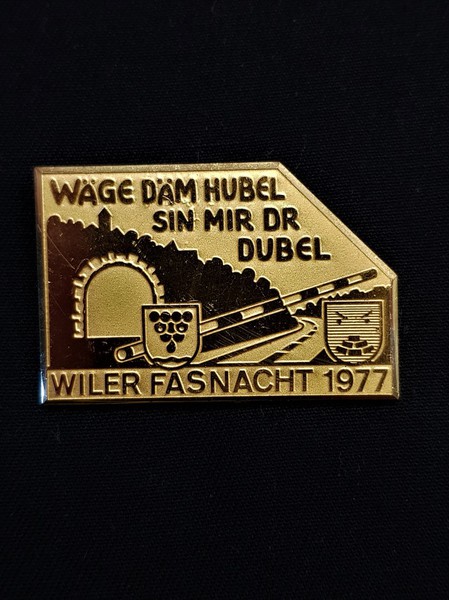 WÄGE DÄM HUBEL
SIN MIR DR
DUBEL
WILER FASNACHT 1977